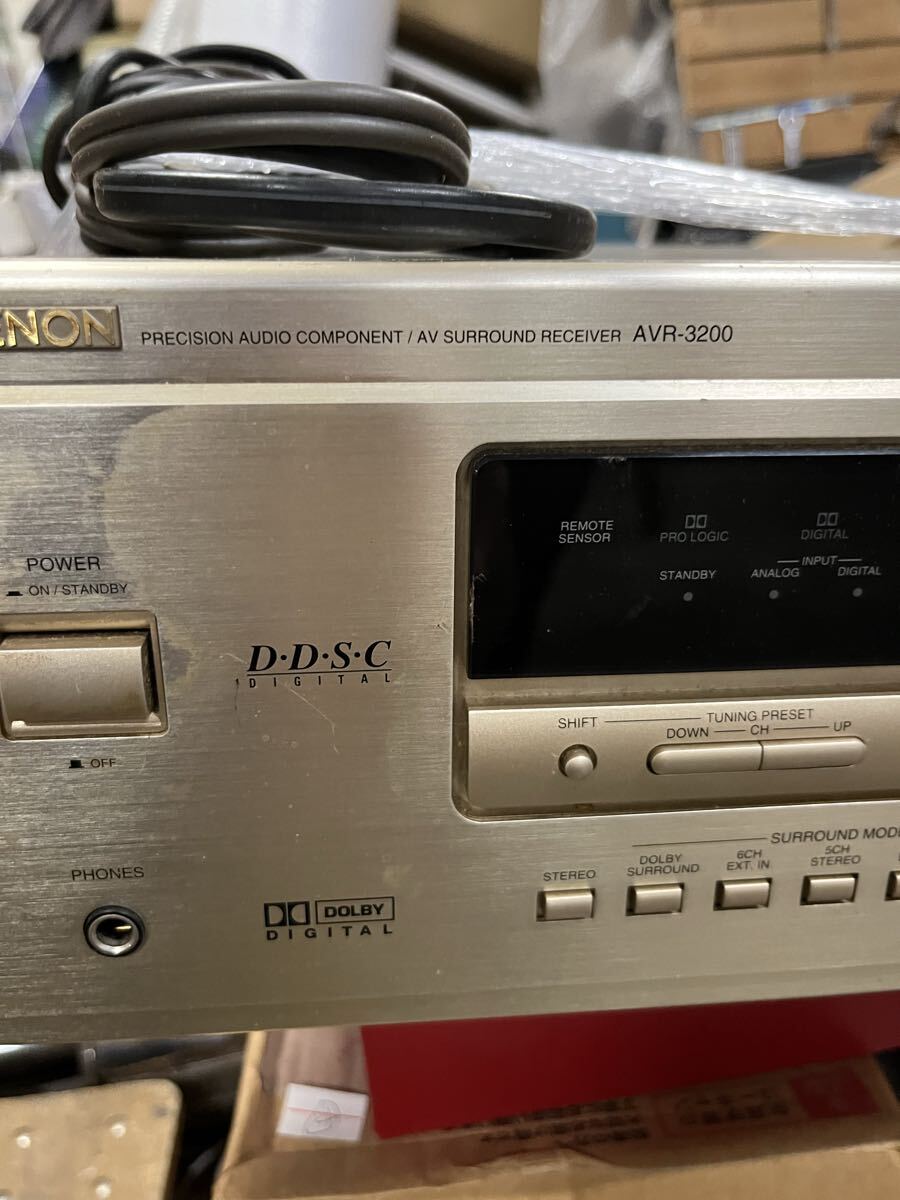 ENON
PRECISION AUDIO COMPONENT / AV SURROUND RECEIVER AVR-3200
REMOTE SENSOR
PRO LOGIC
DIGITAL
INPUT
STANDBY
ANALOG
DIGITAL
POWER
ON / STANDBY
D·D·S·C
DIGITAL
OFF
SHIFT
TUNING PRESET
DOWN
CH
UP
SURROUND MODE
STEREO
DOLBY SURROUND
6CH EXT. IN
5CH STEREO
PHONES
DOLBY
DIGITAL